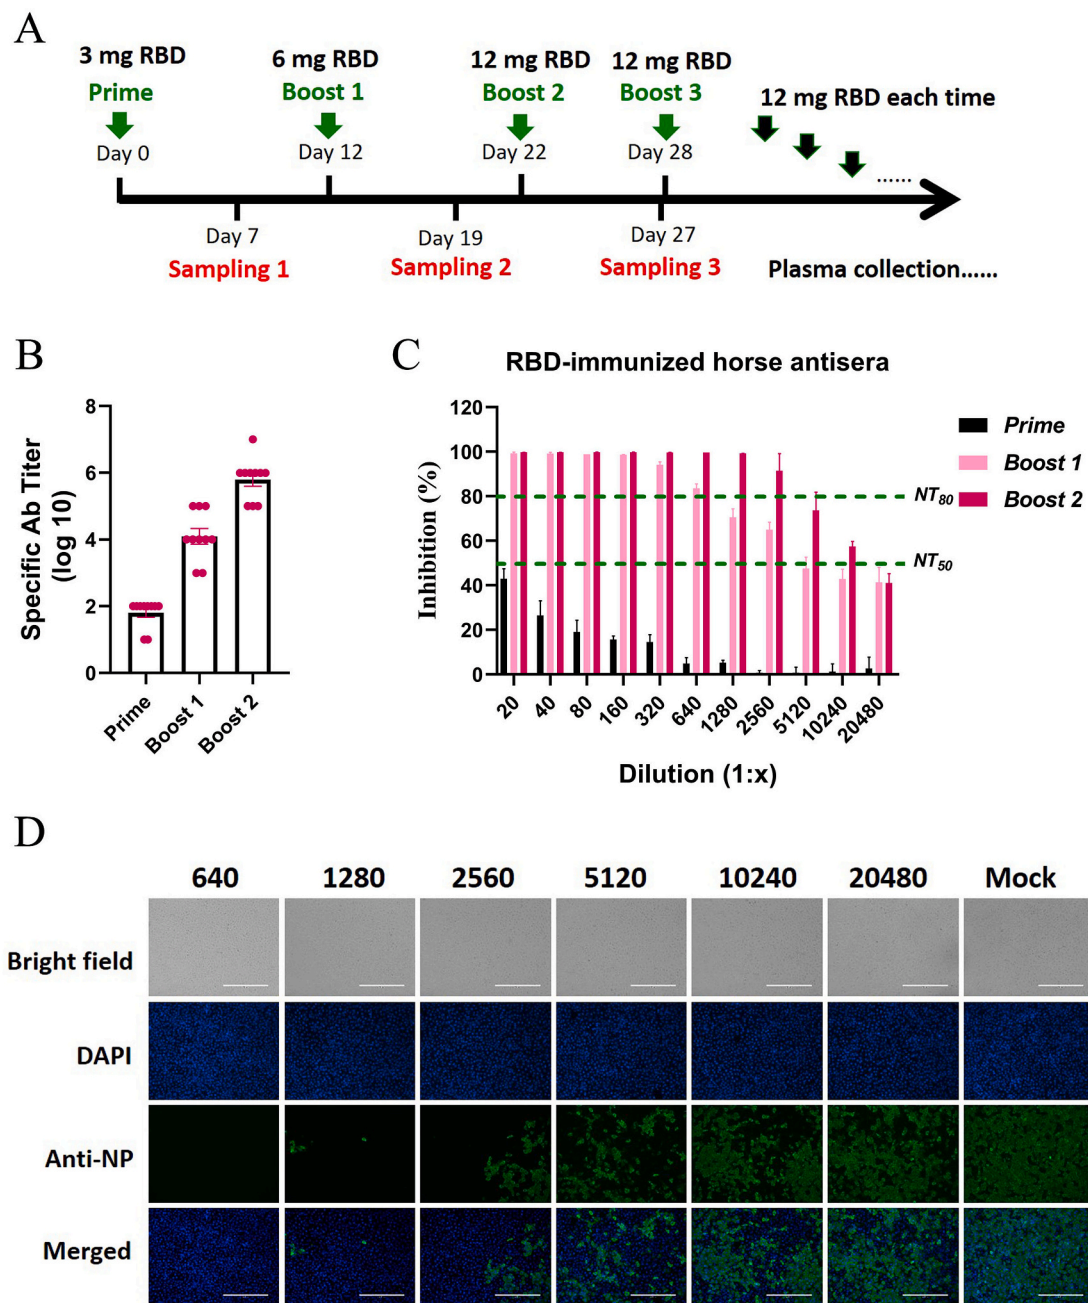 A
3 mg RBD
6 mg RBD
12 mg RBD
12 mg RBD
Prime
Boost 1
Boost 2
Boost 3
12 mg RBD each time
Day 0
Day 12
Day 22
Day 28
......
Day 7
Day 19
Day 27
Sampling 1
Sampling 2
Sampling 3
Plasma collection......
B
Specific Ab Titer
(log 10)
8
6
4
2
0
Prime
Boost 1
Boost 2
C
RBD-immunized horse antisera
Inhibition (%)
120
100
80
60
40
20
0
Prime
Boost 1
Boost 2
NT80
NT50
20
40
80
160
320
640
1280
2560
5120
10240
20480
Dilution (1:x)
D
640
1280
2560
5120
10240
20480
Mock
Bright field
DAPI
Anti-NP
Merged